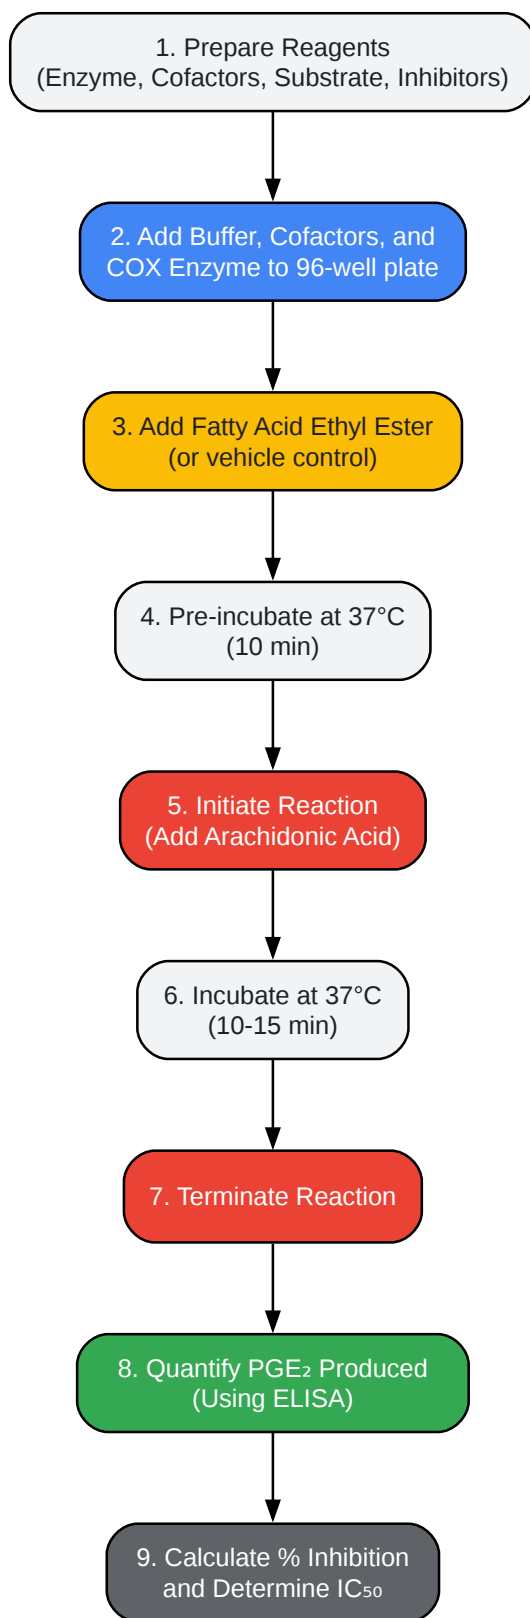 1. Prepare Reagents
(Enzyme, Cofactors, Substrate, Inhibitors)
2. Add Buffer, Cofactors, and
COX Enzyme to 96-well plate
3. Add Fatty Acid Ethyl Ester
(or vehicle control)
4. Pre-incubate at 37°C
(10 min)
5. Initiate Reaction
(Add Arachidonic Acid)
6. Incubate at 37°C
(10-15 min)
7. Terminate Reaction
8. Quantify PGE₂ Produced
(Using ELISA)
9. Calculate % Inhibition
and Determine IC₅₀